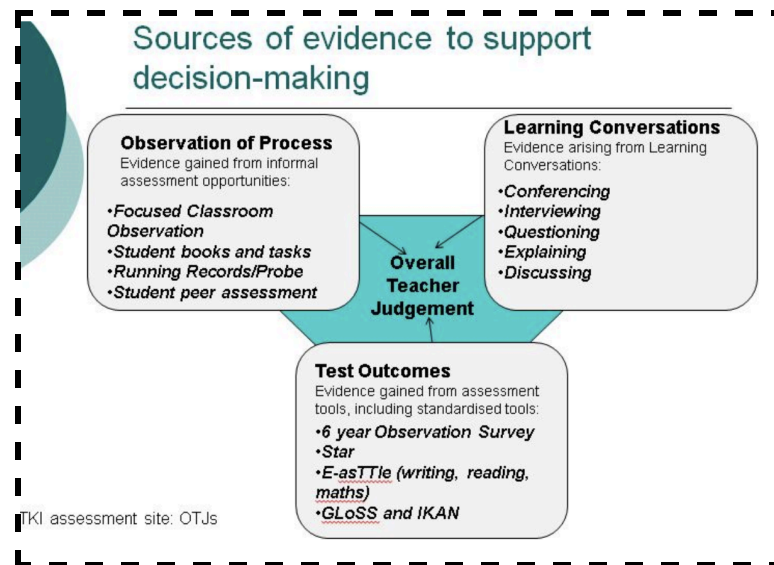 Sources of evidence to support
decision-making
Observation of Process
Evidence gained from informal
assessment opportunities:
•Focused Classroom
Observation
•Student books and tasks
•Running Records/Probe
•Student peer assessment
Learning Conversations
Evidence arising from Learning
Conversations:
•Conferencing
•Interviewing
•Questioning
•Explaining
•Discussing
Overall
Teacher
Judgement
Test Outcomes
Evidence gained from assessment
tools, including standardised tools:
•6 year Observation Survey
•Star
•E-asTTle (writing, reading,
maths)
•GLoSS and IKAN
TKI assessment site: OTJs